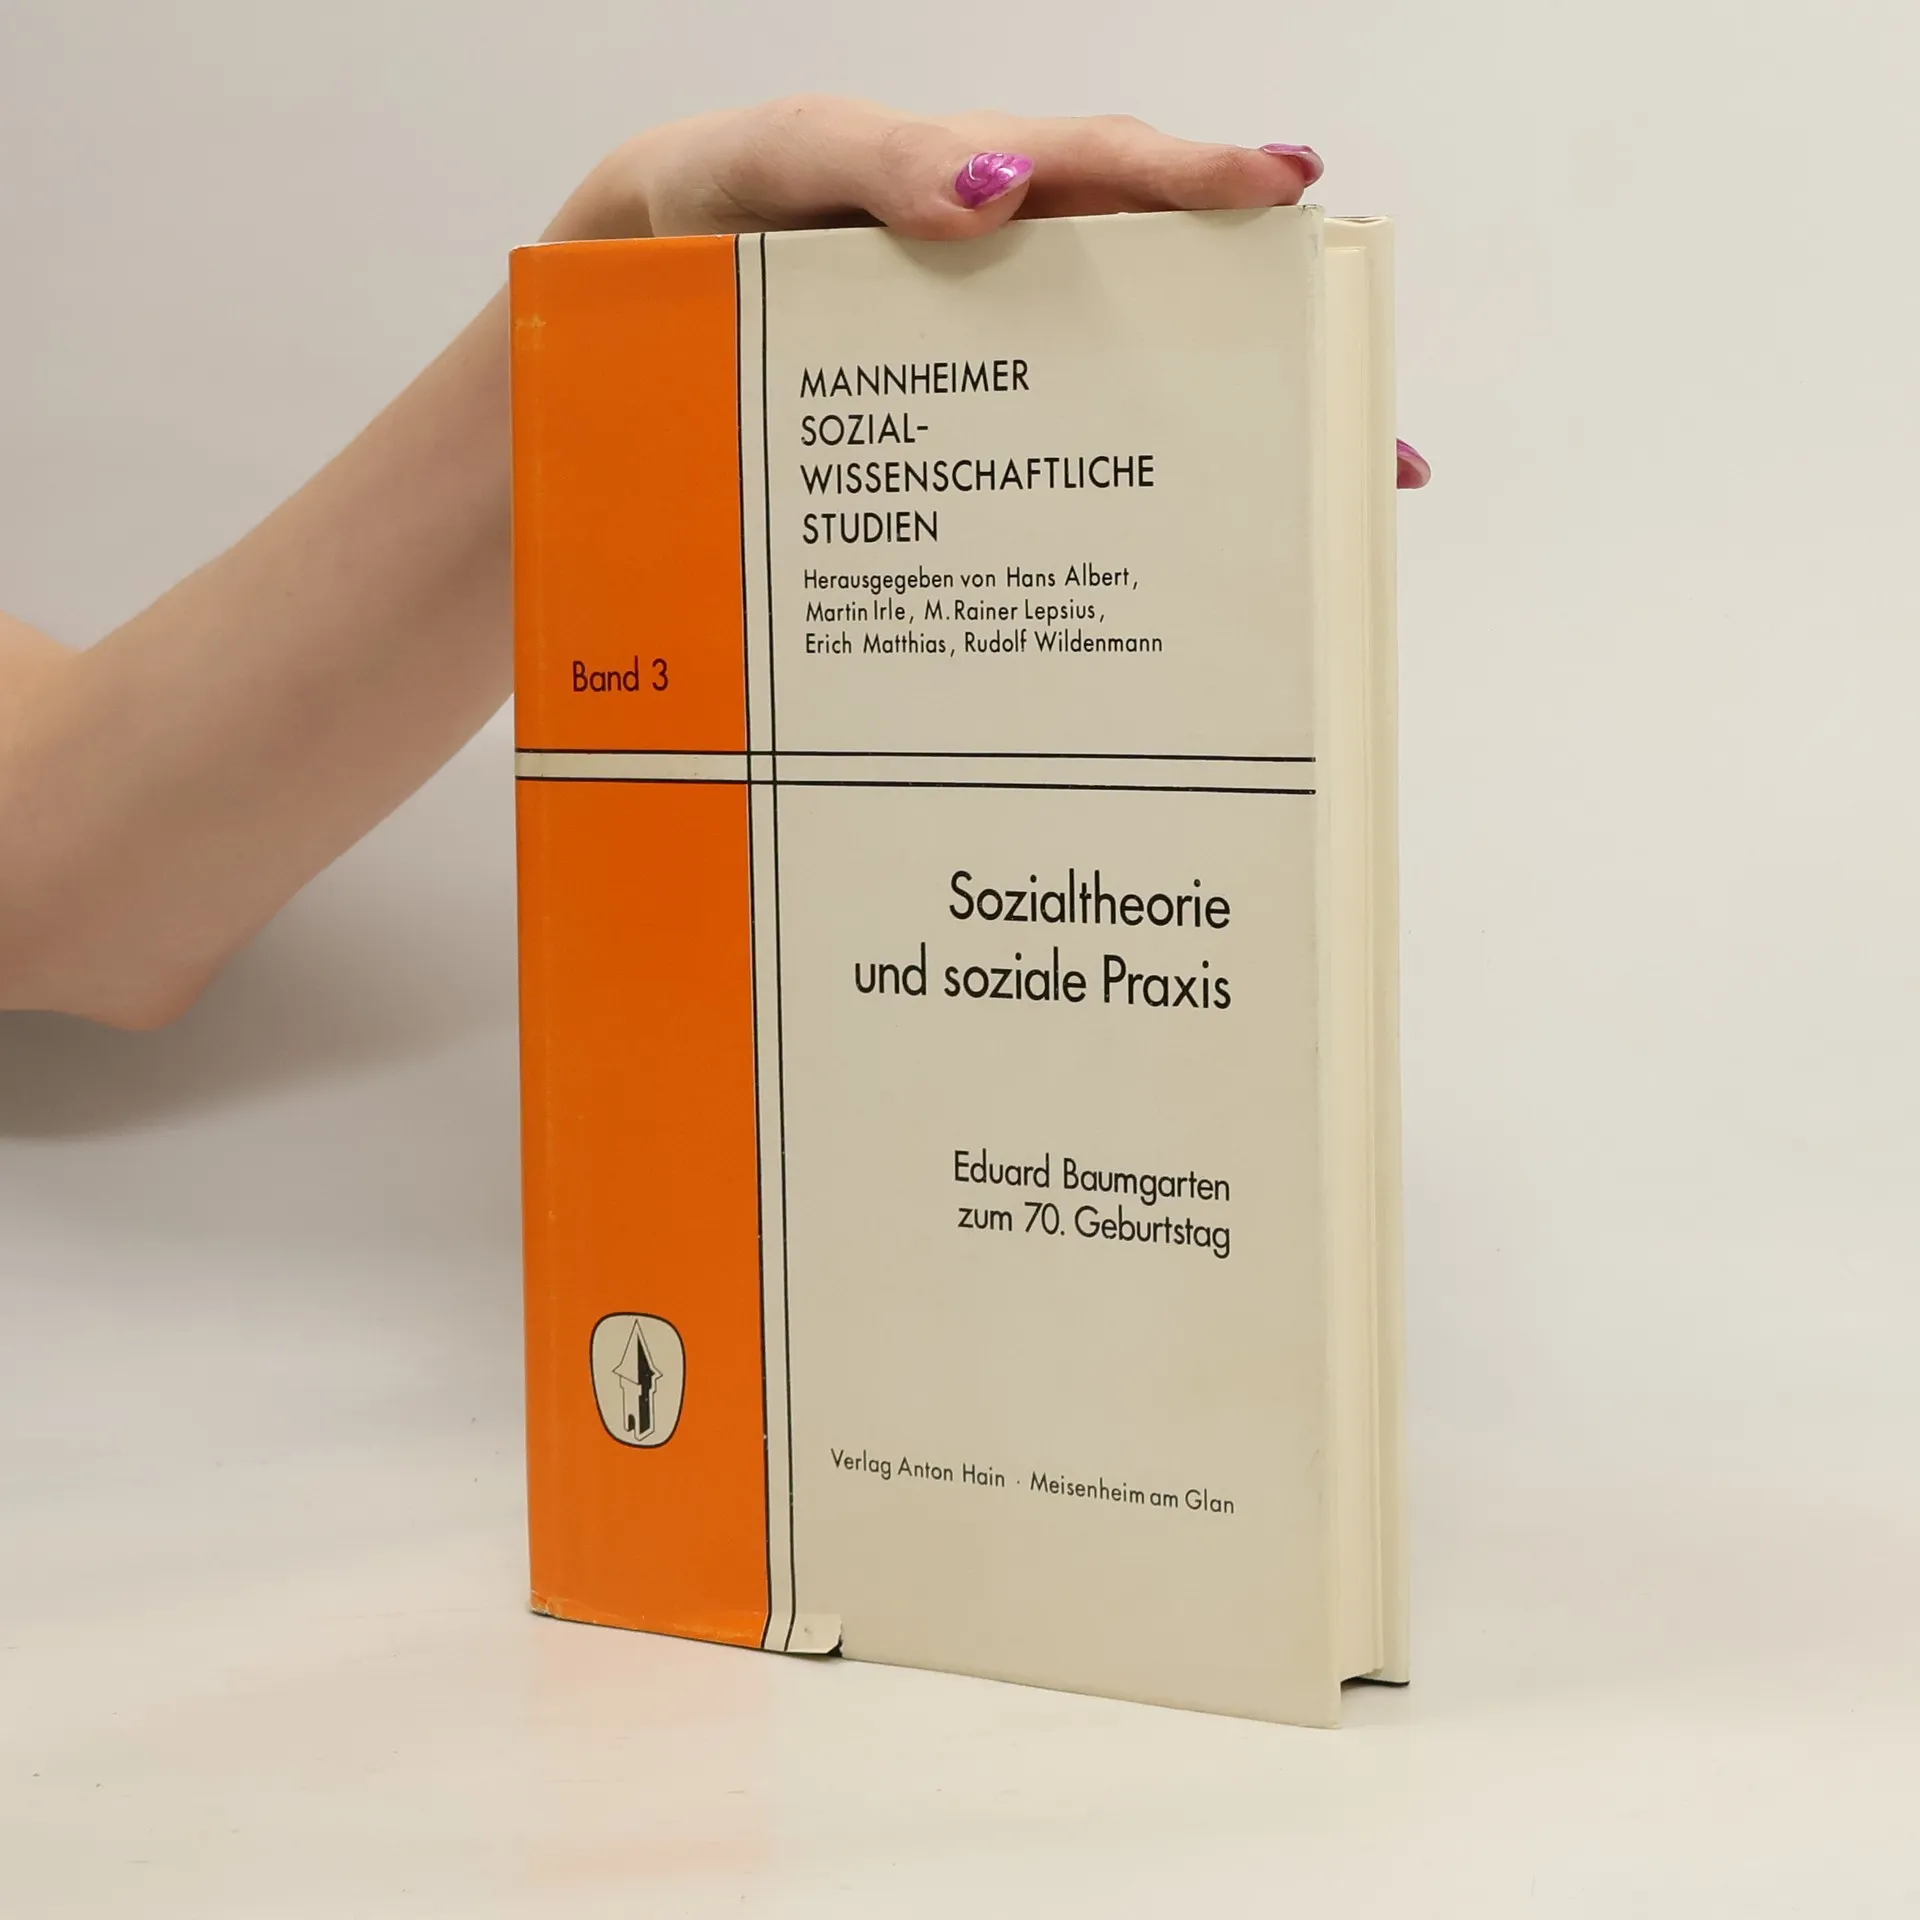 MANNHEIMER
SOZIAL-
WISSENSCHAFTLICHE
STUDIEN
Herausgegeben von Hans Albert,
Martin Irle, M. Rainer Lepsius,
Erich Matthias, Rudolf Wildenmann
Band 3
Sozialtheorie
und soziale Praxis
Eduard Baumgarten
zum 70. Geburtstag
Verlag Anton Hain · Meisenheim am Glan